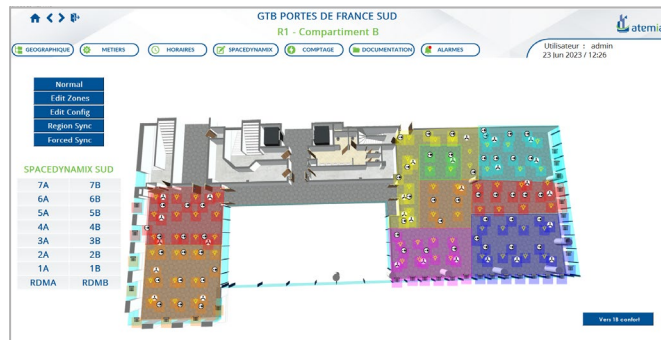 GTB PORTES DE FRANCE SUD
R1 - Compartiment B
atemia
GEOGRAPHIQUE
METIERS
HORAIRES
SPACEDYNAMIX
COMPTAGE
DOCUMENTATION
ALARMES
Utilisateur : admin
23 Jun 2023 / 12:26
Normal
Edit Zones
Edit Config
Region Sync
Forced Sync
SPACEDYNAMIX SUD
7A 7B
6A 6B
5A 5B
4A 4B
3A 3B
2A 2B
1A 1B
RDMA RDMB
Vers 1B confort